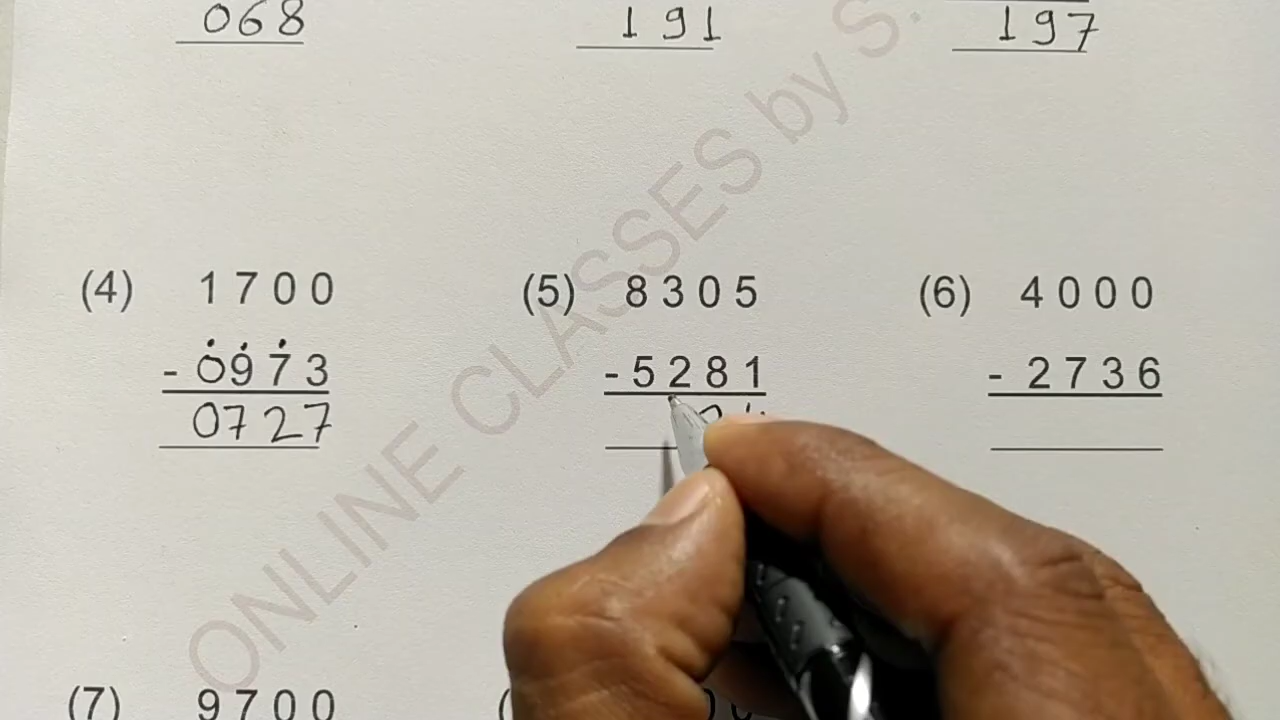 068 191 197
ONLINE CLASSES by S.
(4) 1700 (5) 8305 (6) 4000
- 0973 - 5281 - 2736
0727
(7) 9700